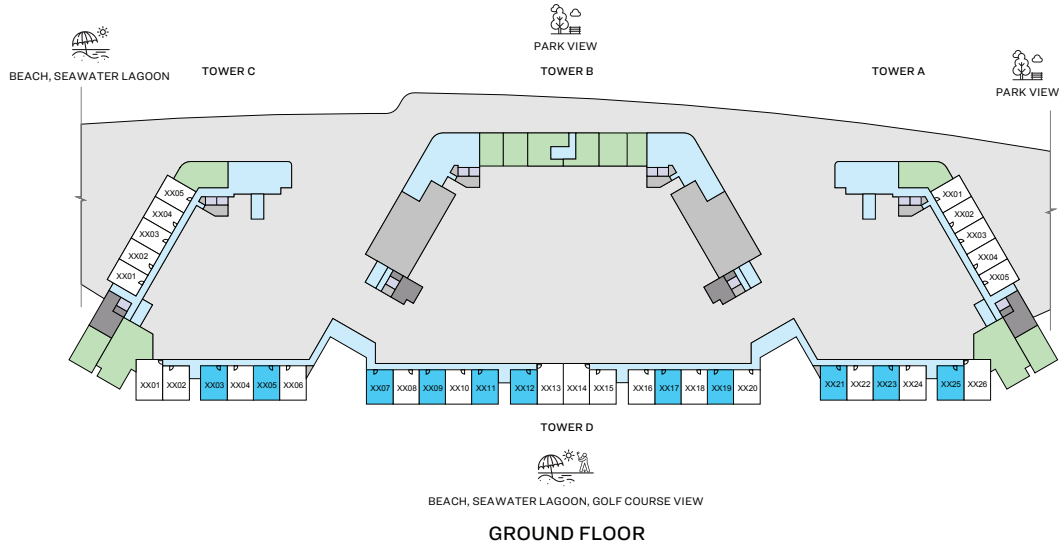 PARK VIEW
BEACH, SEAWATER LAGOON
TOWER C
TOWER B
TOWER A
PARK VIEW
XX05
XX04
XX03
XX02
XX01
XX01
XX02
XX03
XX04
XX05
XX01
XX02
XX03
XX04
XX05
XX06
XX07
XX08
XX09
XX10
XX11
XX12
XX13
XX14
XX15
XX16
XX17
XX18
XX19
XX20
XX21
XX22
XX23
XX24
XX25
XX26
TOWER D
BEACH, SEAWATER LAGOON, GOLF COURSE VIEW
GROUND FLOOR